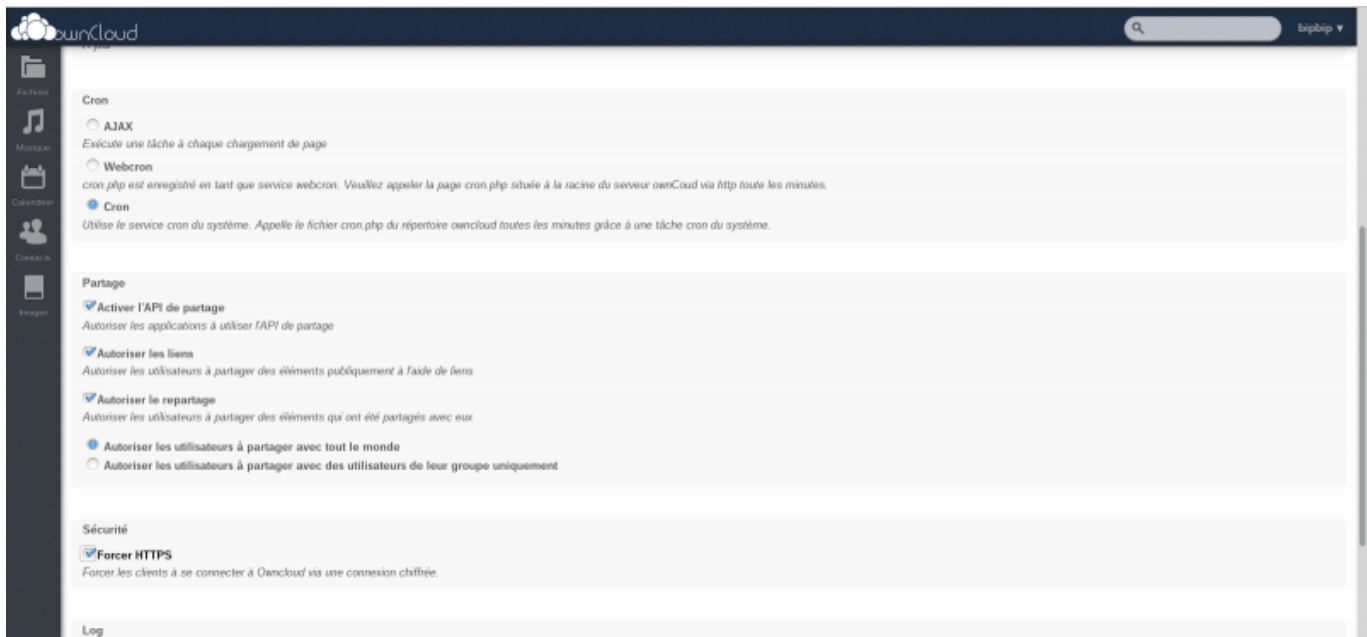 ownCloud
bipbip ▼
Fichiers
Musique
Calendrier
Contacts
Images
Cron
AJAX
Exécute une tâche à chaque chargement de page
Webcron
cron.php est enregistré en tant que service webcron. Veuillez appeler la page cron.php située à la racine du serveur ownCoud via http toute les minutes.
Cron
Utilise le service cron du système. Appelle le fichier cron.php du répertoire owncloud toutes les minutes grâce à une tâche cron du système.
Partage
Activer l'API de partage
Autoriser les applications à utiliser l'API de partage
Autoriser les liens
Autoriser les utilisateurs à partager des éléments publiquement à l'aide de liens
Autoriser le repartage
Autoriser les utilisateurs à partager des éléments qui ont été partagés avec eux
Autoriser les utilisateurs à partager avec tout le monde
Autoriser les utilisateurs à partager avec des utilisateurs de leur groupe uniquement
Sécurité
Forcer HTTPS
Forcer les clients à se connecter à Owncloud via une connexion chiffrée.
Log